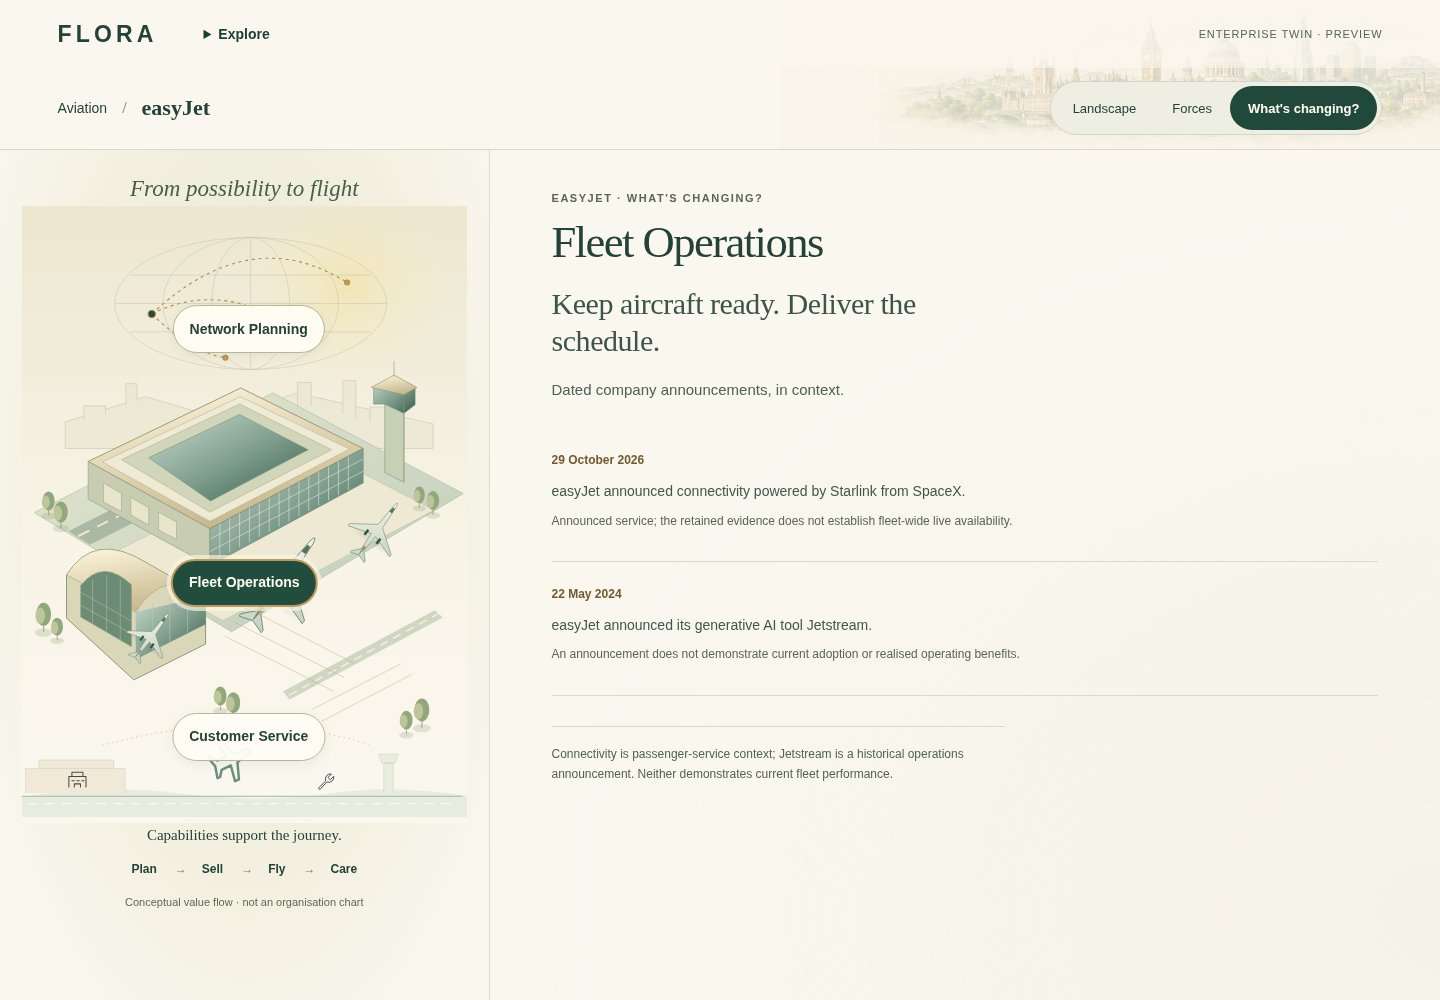 FLORA
▶ Explore
ENTERPRISE TWIN · PREVIEW
Aviation / easyJet
Landscape
Forces
What's changing?
From possibility to flight
Network Planning
Fleet Operations
Customer Service
Capabilities support the journey.
Plan → Sell → Fly → Care
Conceptual value flow · not an organisation chart
EASYJET · WHAT'S CHANGING?
Fleet Operations
Keep aircraft ready. Deliver the
schedule.
Dated company announcements, in context.
29 October 2026
easyJet announced connectivity powered by Starlink from SpaceX.
Announced service; the retained evidence does not establish fleet-wide live availability.
22 May 2024
easyJet announced its generative AI tool Jetstream.
An announcement does not demonstrate current adoption or realised operating benefits.
Connectivity is passenger-service context; Jetstream is a historical operations
announcement. Neither demonstrates current fleet performance.